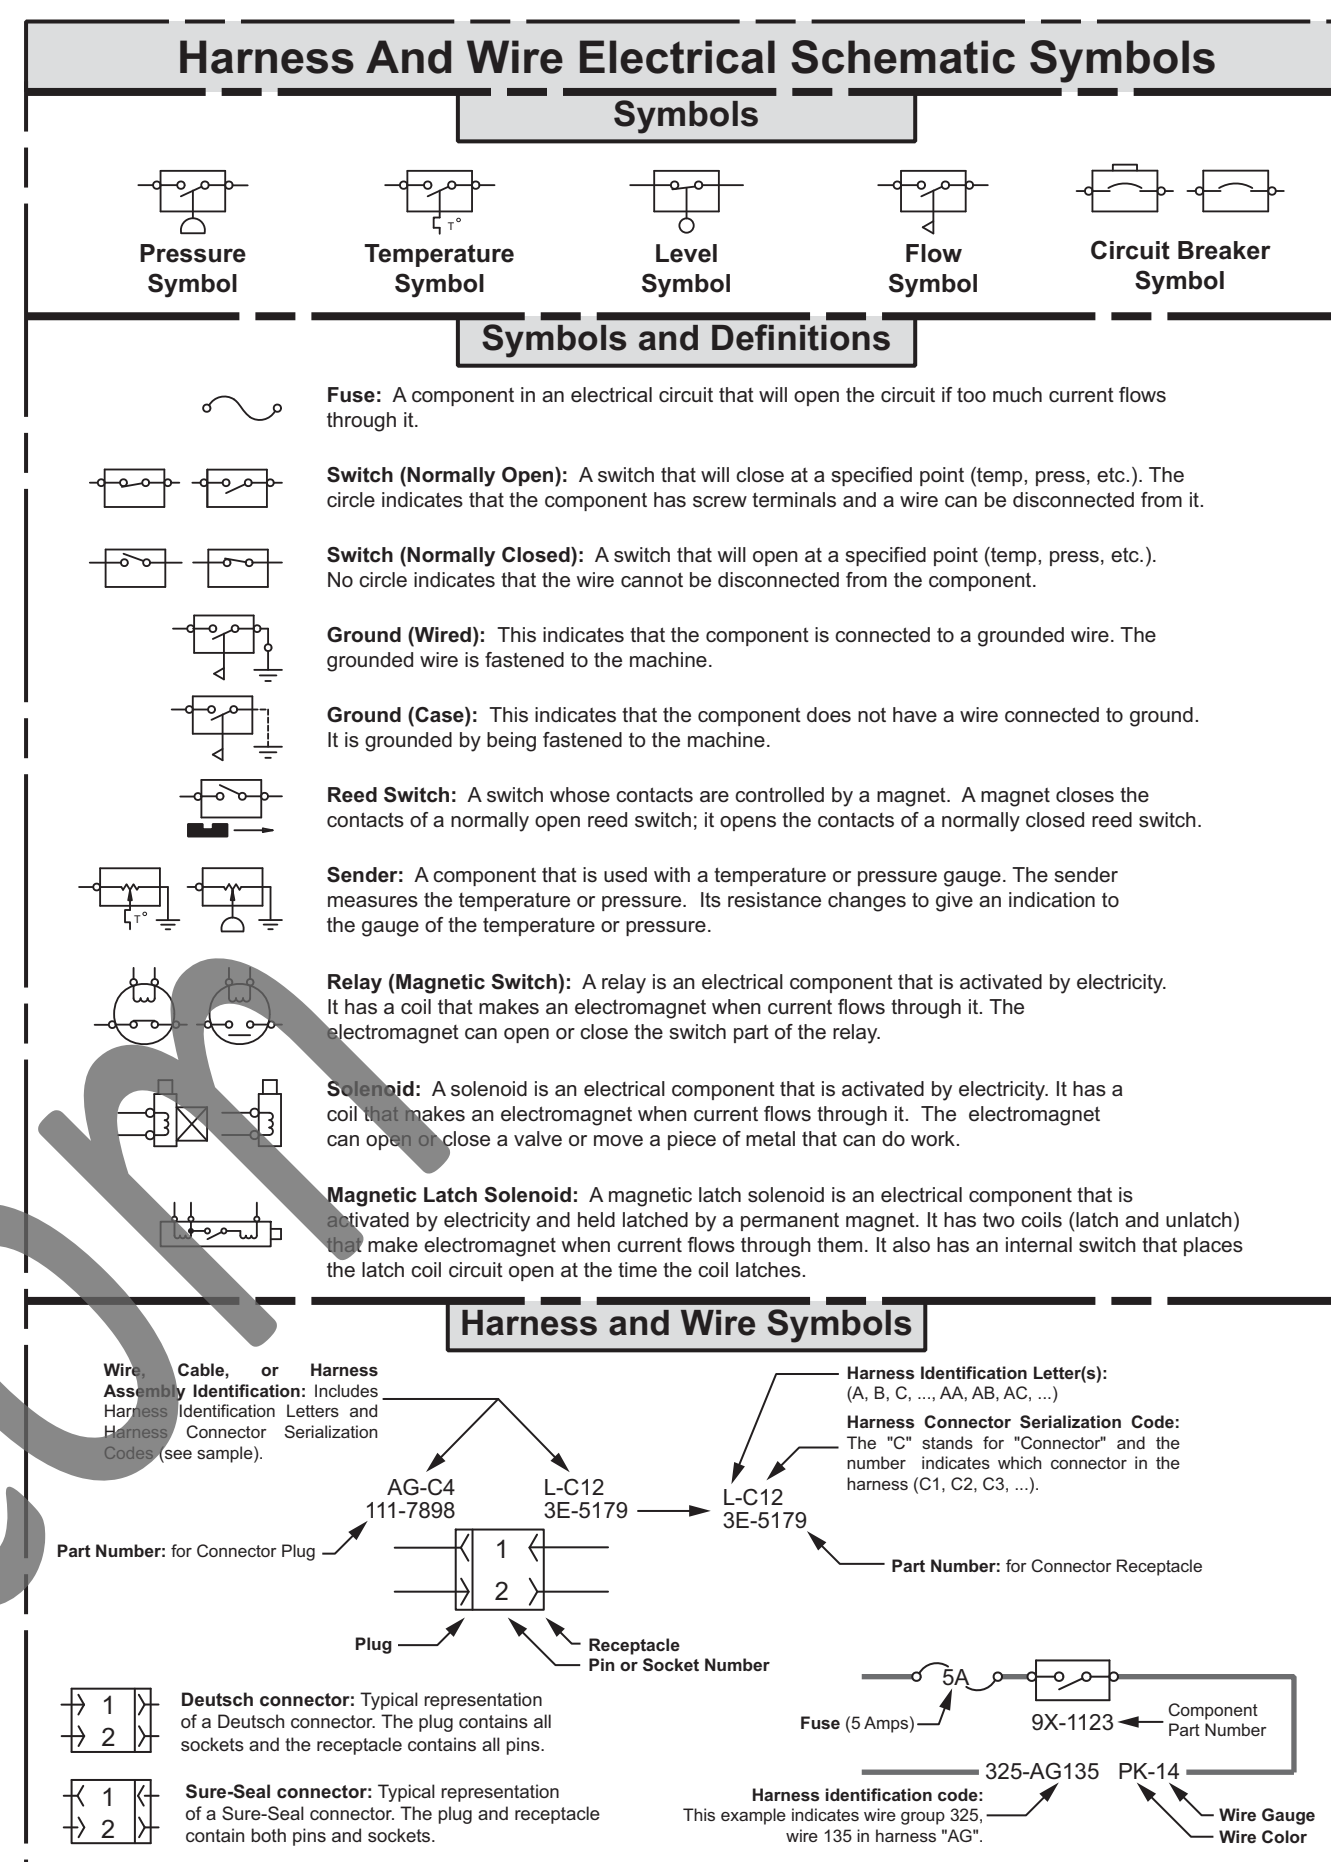 Harness And Wire Electrical Schematic Symbols
Symbols
T°
Pressure
Symbol
Temperature
Symbol
Level
Symbol
Flow
Symbol
Circuit Breaker
Symbol
Symbols and Definitions
Fuse: A component in an electrical circuit that will open the circuit if too much current flows
through it.
Switch (Normally Open): A switch that will close at a specified point (temp, press, etc.). The
circle indicates that the component has screw terminals and a wire can be disconnected from it.
Switch (Normally Closed): A switch that will open at a specified point (temp, press, etc.).
No circle indicates that the wire cannot be disconnected from the component.
Ground (Wired): This indicates that the component is connected to a grounded wire. The
grounded wire is fastened to the machine.
Ground (Case): This indicates that the component does not have a wire connected to ground.
It is grounded by being fastened to the machine.
Reed Switch: A switch whose contacts are controlled by a magnet. A magnet closes the
contacts of a normally open reed switch; it opens the contacts of a normally closed reed switch.
T°
Sender: A component that is used with a temperature or pressure gauge. The sender
measures the temperature or pressure. Its resistance changes to give an indication to
the gauge of the temperature or pressure.
Relay (Magnetic Switch): A relay is an electrical component that is activated by electricity.
It has a coil that makes an electromagnet when current flows through it. The
electromagnet can open or close the switch part of the relay.
Solenoid: A solenoid is an electrical component that is activated by electricity. It has a
coil that makes an electromagnet when current flows through it. The electromagnet
can open or close a valve or move a piece of metal that can do work.
Magnetic Latch Solenoid: A magnetic latch solenoid is an electrical component that is
activated by electricity and held latched by a permanent magnet. It has two coils (latch and unlatch)
that make electromagnet when current flows through them. It also has an internal switch that places
the latch coil circuit open at the time the coil latches.
Harness and Wire Symbols
Wire, Cable, or Harness
Assembly Identification: Includes
Harness Identification Letters and
Harness Connector Serialization
Codes (see sample).
Harness Identification Letter(s):
(A, B, C, ..., AA, AB, AC, ...)
Harness Connector Serialization Code:
The "C" stands for "Connector" and the
number indicates which connector in the
harness (C1, C2, C3, ...).
AG-C4
111-7898
L-C12
3E-5179
L-C12
3E-5179
Part Number: for Connector Plug
1
2
Part Number: for Connector Receptacle
Plug
Receptacle
Pin or Socket Number
1
2
Deutsch connector: Typical representation
of a Deutsch connector. The plug contains all
sockets and the receptacle contains all pins.
1
2
Sure-Seal connector: Typical representation
of a Sure-Seal connector. The plug and receptacle
contain both pins and sockets.
5A
Fuse (5 Amps)
9X-1123
Component
Part Number
325-AG135 PK-14
Harness identification code:
This example indicates wire group 325,
wire 135 in harness "AG".
Wire Gauge
Wire Color